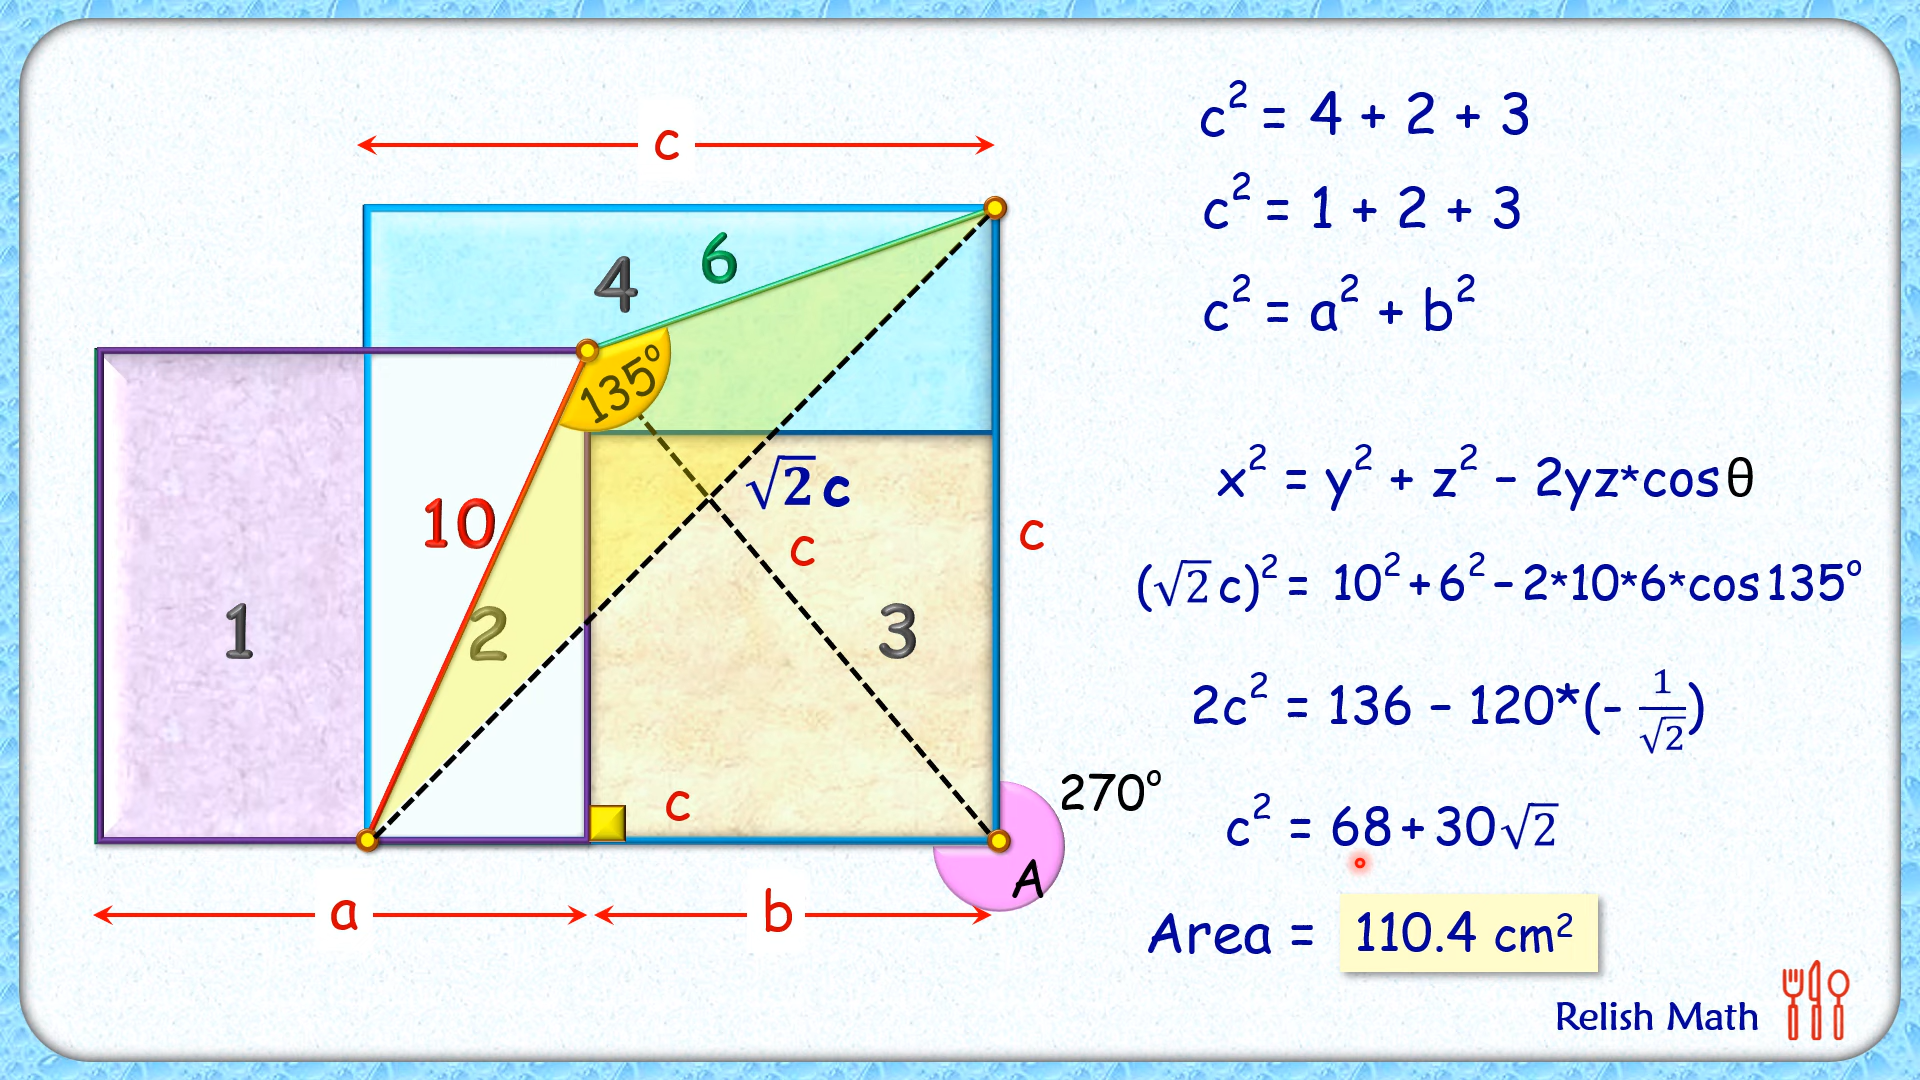 c
4
6
135°
10
√2 c
c
c
1
2
3
c
270°
A
a
b
c² = 4 + 2 + 3
c² = 1 + 2 + 3
c² = a² + b²
x² = y² + z² - 2yz*cosθ
(√2 c)² = 10² + 6² - 2*10*6*cos135°
2c² = 136 - 120*(- 1/√2)
c² = 68 + 30√2
Area = 110.4 cm²
Relish Math